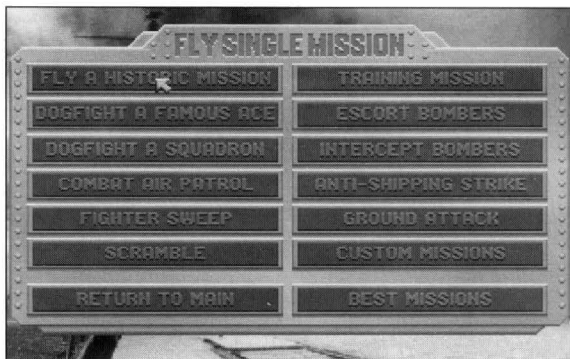 FLY SINGLE MISSION
FLY A HISTORIC MISSION
TRAINING MISSION
DOGFIGHT A FAMOUS ACE
ESCORT BOMBERS
DOGFIGHT A SQUADRON
INTERCEPT BOMBERS
COMBAT AIR PATROL
ANTI-SHIPPING STRIKE
FIGHTER SWEEP
GROUND ATTACK
SCRAMBLE
CUSTOM MISSIONS
RETURN TO MAIN
BEST MISSIONS